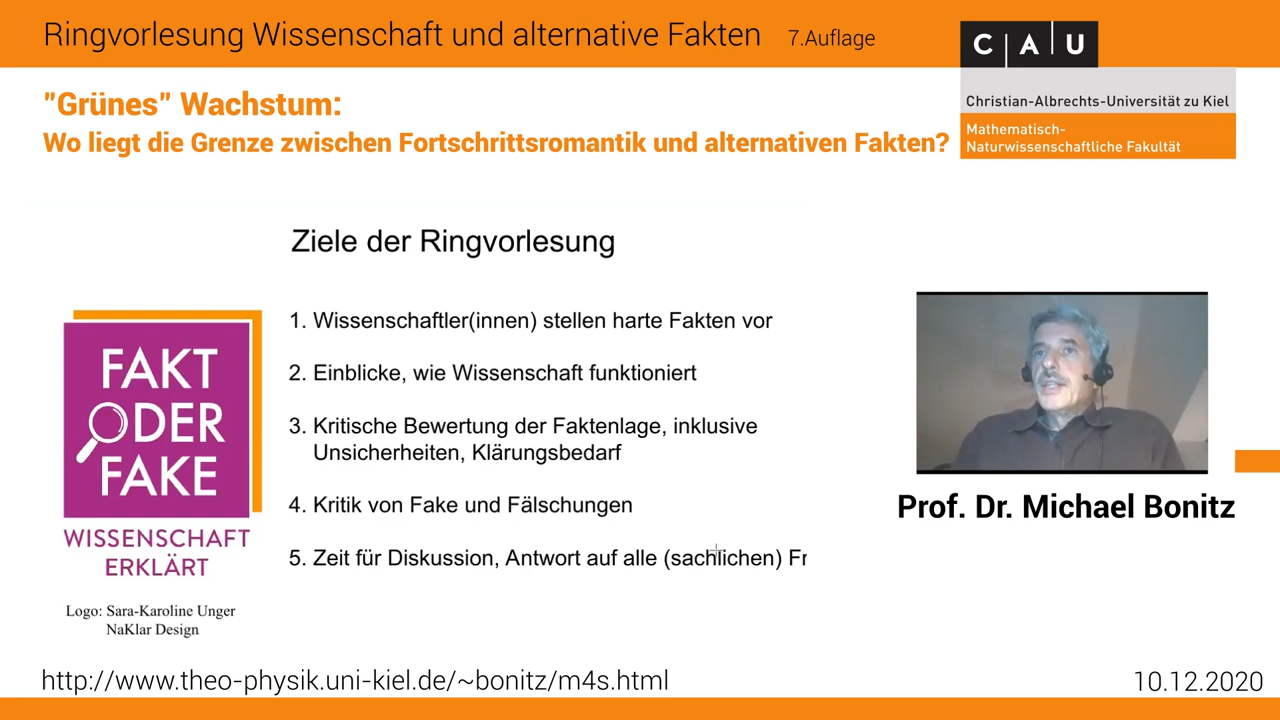 Ringvorlesung Wissenschaft und alternative Fakten 7.Auflage
CAU
Christian-Albrechts-Universität zu Kiel
Mathematisch-
Naturwissenschaftliche Fakultät
"Grünes" Wachstum:
Wo liegt die Grenze zwischen Fortschrittsromantik und alternativen Fakten?
Ziele der Ringvorlesung
FAKT
ODER
FAKE
WISSENSCHAFT
ERKLÄRT
Logo: Sara-Karoline Unger
NaKlar Design
1. Wissenschaftler(innen) stellen harte Fakten vor
2. Einblicke, wie Wissenschaft funktioniert
3. Kritische Bewertung der Faktenlage, inklusive
Unsicherheiten, Klärungsbedarf
4. Kritik von Fake und Fälschungen
5. Zeit für Diskussion, Antwort auf alle (sachlichen) Fr
Prof. Dr. Michael Bonitz
http://www.theo-physik.uni-kiel.de/~bonitz/m4s.html
10.12.2020